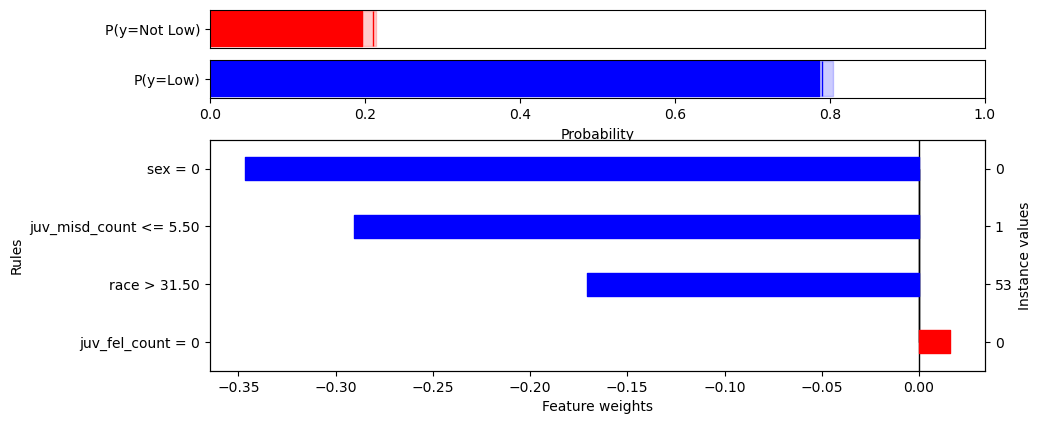 P(y=Not Low)
P(y=Low)
0.0 0.2 0.4 0.6 0.8 1.0
Probability
sex = 0 0
juv_misd_count <= 5.50 1
race > 31.50 53
juv_fel_count = 0 0
Rules
Instance values
−0.35 −0.30 −0.25 −0.20 −0.15 −0.10 −0.05 0.00
Feature weights